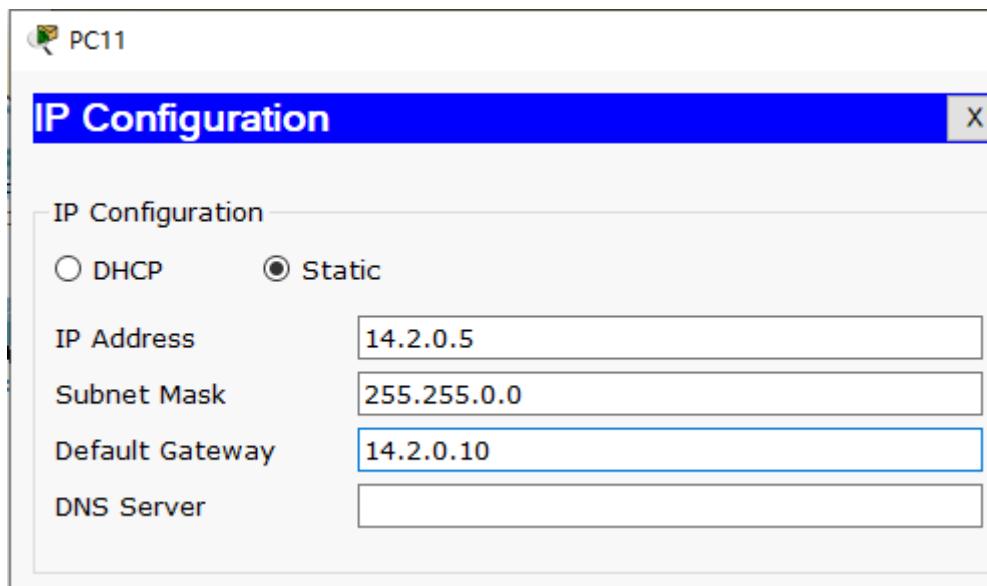 PC11
IP Configuration X
IP Configuration
DHCP Static
IP Address 14.2.0.5
Subnet Mask 255.255.0.0
Default Gateway 14.2.0.10
DNS Server